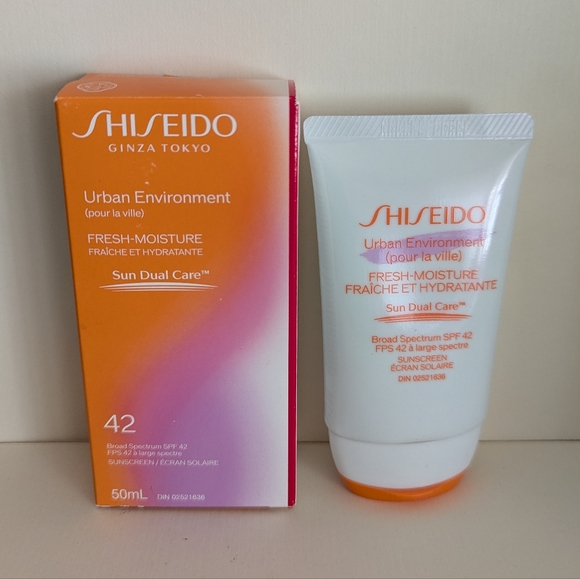 SHISEIDO
GINZA TOKYO
Urban Environment
(pour la ville)
FRESH-MOISTURE
FRAÎCHE ET HYDRATANTE
Sun Dual Care™
42
Broad Spectrum SPF 42
FPS 42 à large spectre
SUNSCREEN / ÉCRAN SOLAIRE
50mL DIN 02521636
SHISEIDO
Urban Environment
(pour la ville)
FRESH-MOISTURE
FRAÎCHE ET HYDRATANTE
Sun Dual Care™
Broad Spectrum SPF 42
FPS 42 à large spectre
SUNSCREEN
ÉCRAN SOLAIRE
DIN 02521636